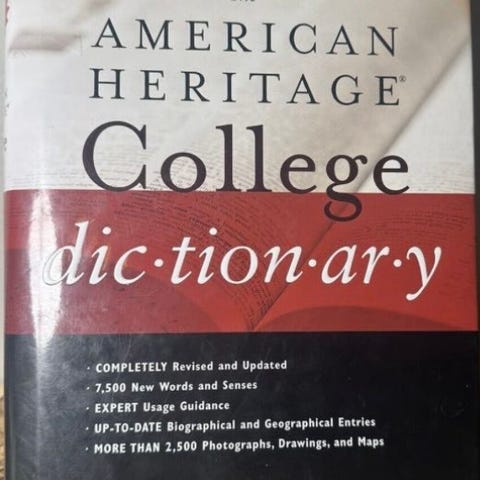 AMERICAN
HERITAGE®
College
dic·tion·ar·y
· COMPLETELY Revised and Updated
· 7,500 New Words and Senses
· EXPERT Usage Guidance
· UP-TO-DATE Biographical and Geographical Entries
· MORE THAN 2,500 Photographs, Drawings, and Maps